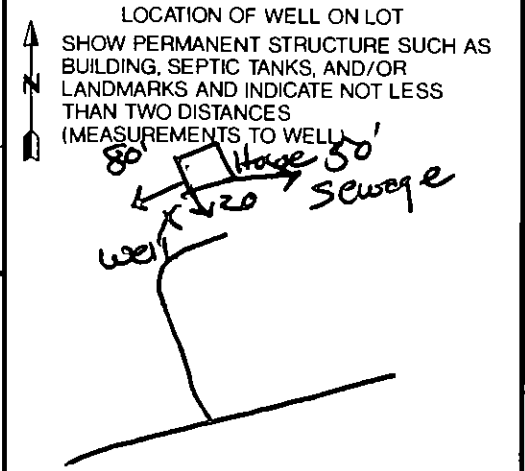 LOCATION OF WELL ON LOT
SHOW PERMANENT STRUCTURE SUCH AS
BUILDING, SEPTIC TANKS, AND/OR
N
LANDMARKS AND INDICATE NOT LESS
THAN TWO DISTANCES
(MEASUREMENTS TO WELL)
80' House 50'
Sewage
X 20
well